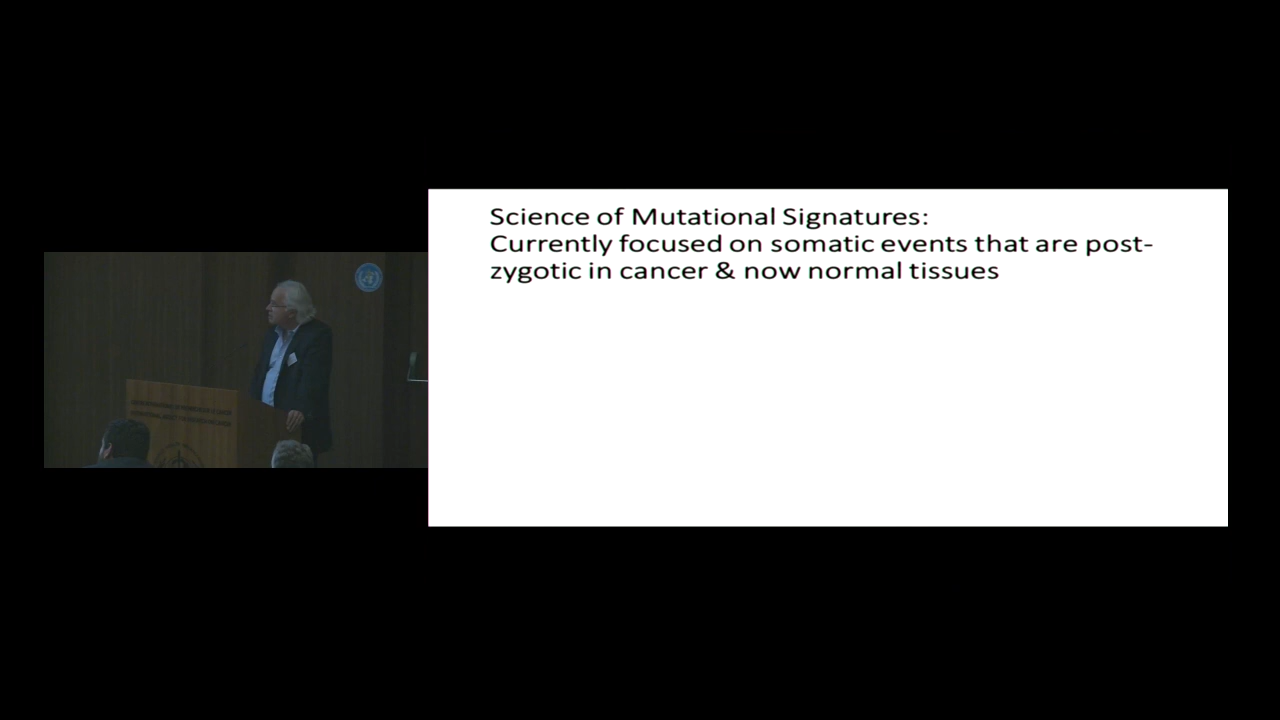 Science of Mutational Signatures:
Currently focused on somatic events that are post-
zygotic in cancer & now normal tissues